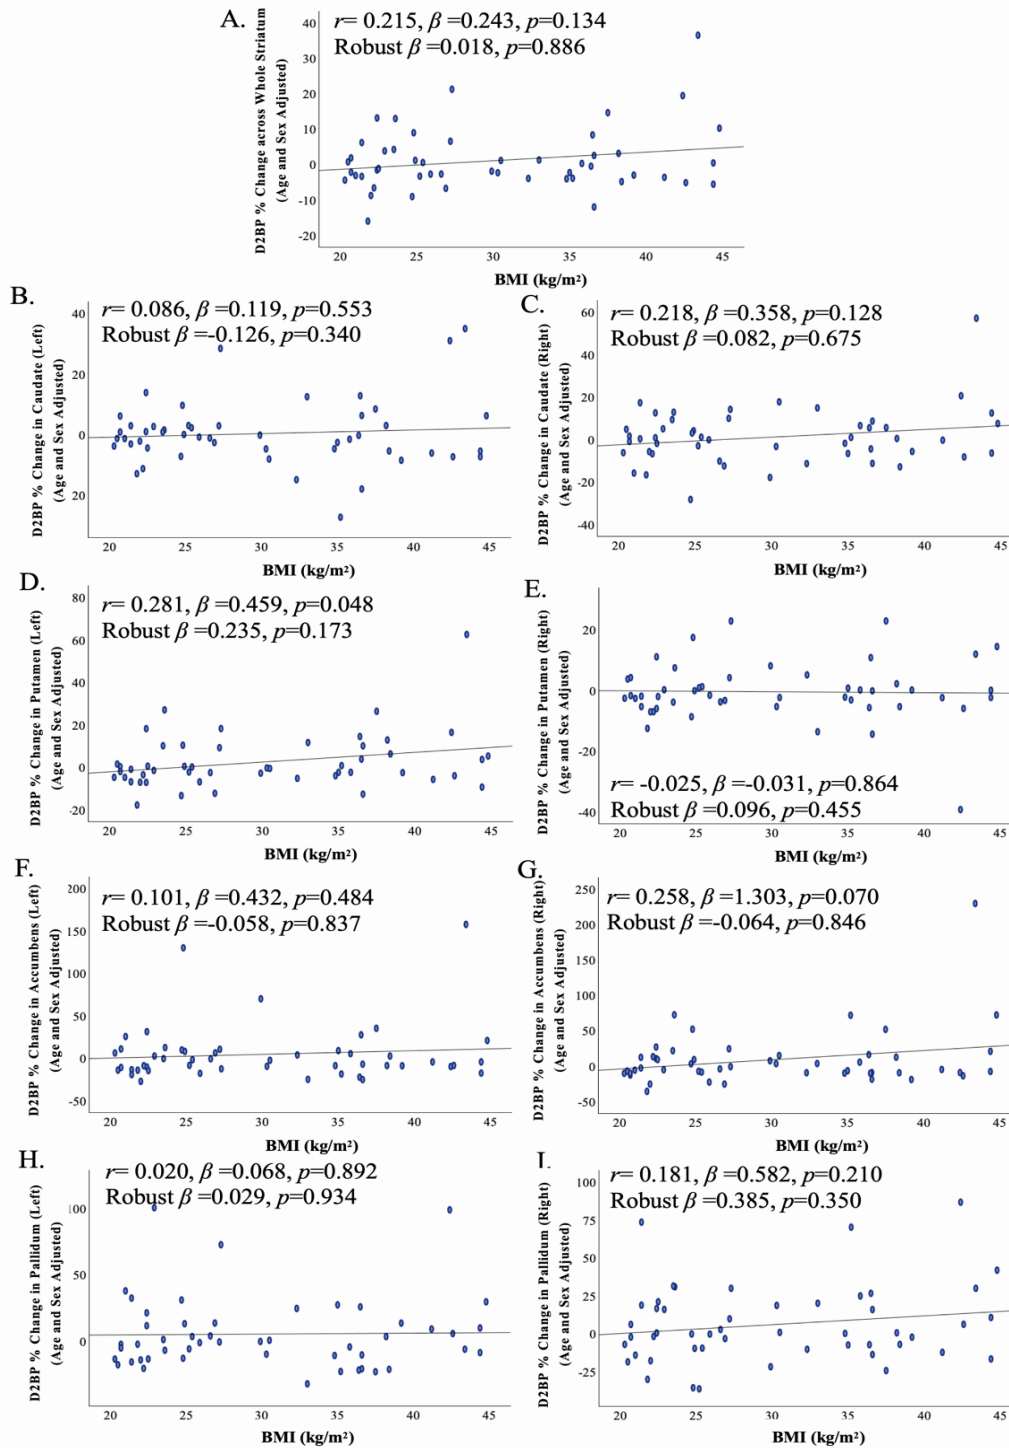 A.
r= 0.215, β =0.243, p=0.134
Robust β =0.018, p=0.886
D2BP % Change across Whole Striatum
(Age and Sex Adjusted)
40
30
20
10
0
-10
-20
20 25 30 35 40 45
BMI (kg/m²)
B.
r= 0.086, β =0.119, p=0.553
Robust β =-0.126, p=0.340
D2BP % Change in Caudate (Left)
(Age and Sex Adjusted)
40
20
0
20
20 25 30 35 40 45
BMI (kg/m²)
C.
r= 0.218, β =0.358, p=0.128
Robust β =0.082, p=0.675
D2BP % Change in Caudate (Right)
(Age and Sex Adjusted)
60
40
20
0
-20
-40
20 25 30 35 40 45
BMI (kg/m²)
D.
r= 0.281, β =0.459, p=0.048
Robust β =0.235, p=0.173
D2BP % Change in Putamen (Left)
(Age and Sex Adjusted)
80
60
40
20
0
-20
20 25 30 35 40 45
BMI (kg/m²)
E.
D2BP % Change in Putamen (Right)
(Age and Sex Adjusted)
20
0
-20
-40
r= -0.025, β =-0.031, p=0.864
Robust β =0.096, p=0.455
20 25 30 35 40 45
BMI (kg/m²)
F.
r= 0.101, β =0.432, p=0.484
Robust β =-0.058, p=0.837
D2BP % Change in Accumbens (Left)
(Age and Sex Adjusted)
200
150
100
50
0
-50
20 25 30 35 40 45
BMI (kg/m²)
G.
r= 0.258, β =1.303, p=0.070
Robust β =-0.064, p=0.846
D2BP % Change in Accumbens (Right)
(Age and Sex Adjusted)
250
200
150
100
50
0
-50
20 25 30 35 40 45
BMI (kg/m²)
H.
r= 0.020, β =0.068, p=0.892
Robust β =0.029, p=0.934
D2BP % Change in Pallidum (Left)
(Age and Sex Adjusted)
100
50
0
20 25 30 35 40 45
BMI (kg/m²)
I.
r= 0.181, β =0.582, p=0.210
Robust β =0.385, p=0.350
D2BP % Change in Pallidum (Right)
(Age and Sex Adjusted)
100
75
50
25
0
-25
20 25 30 35 40 45
BMI (kg/m²)